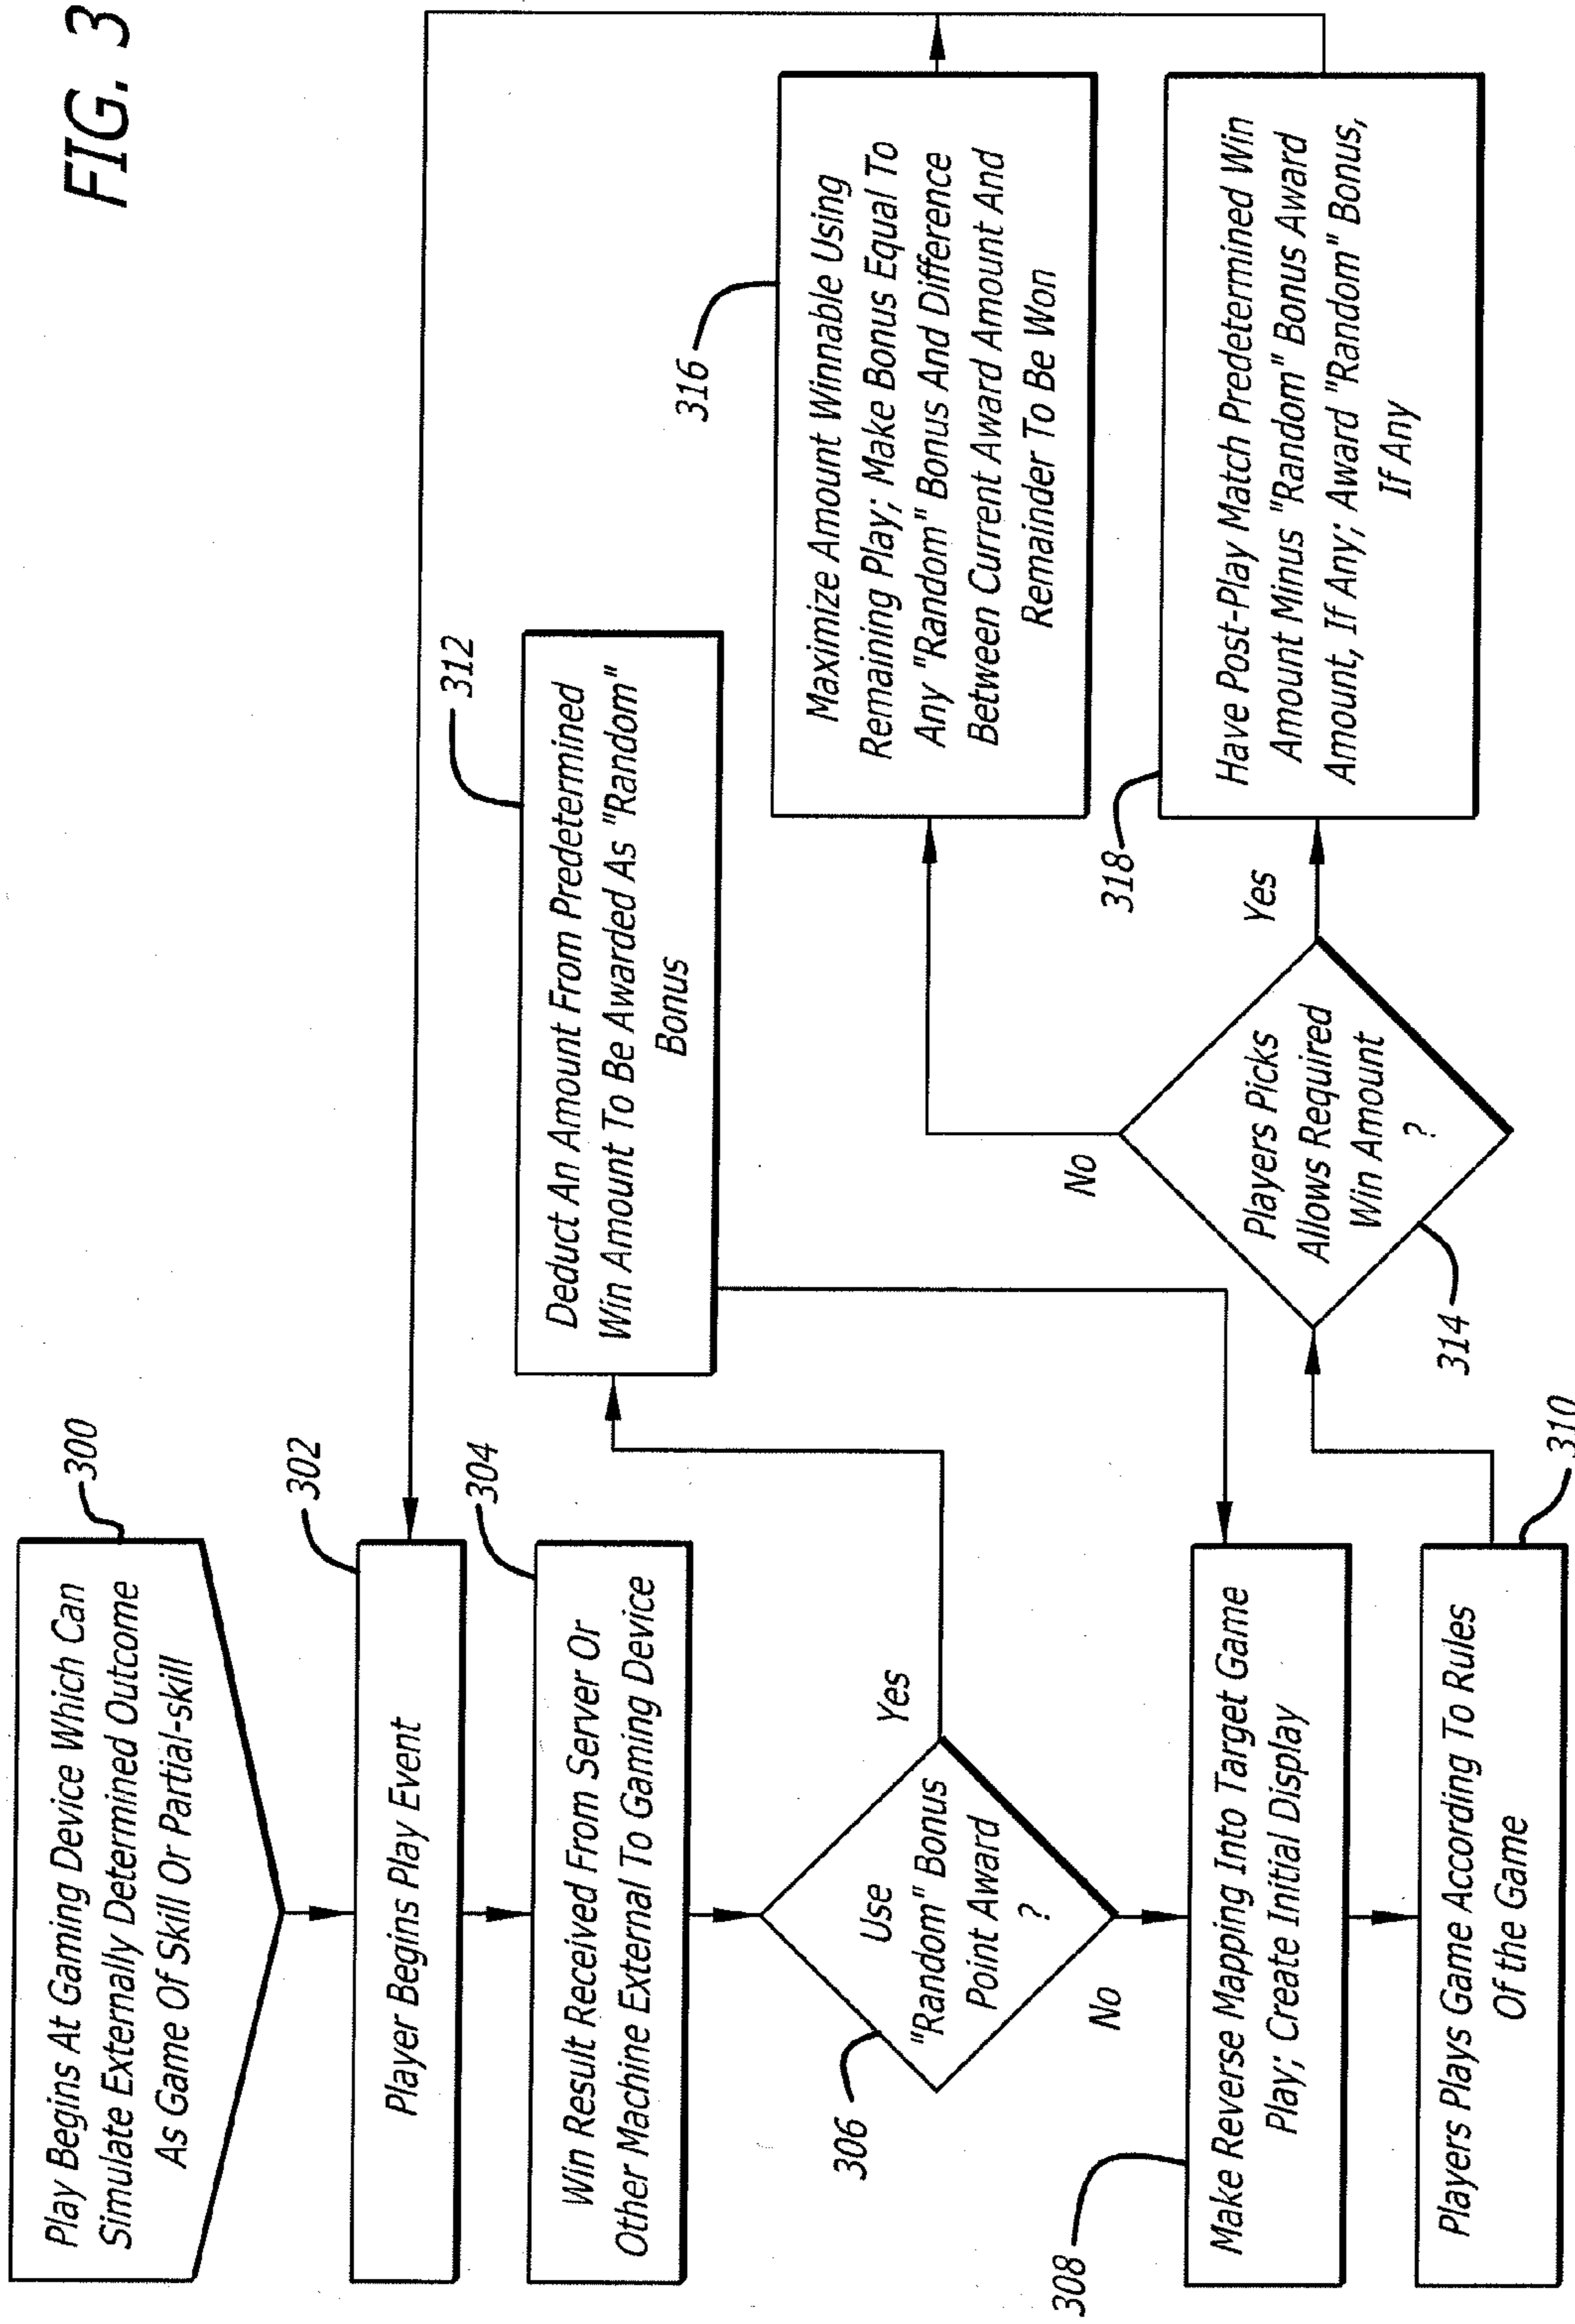 FIG. 3
300
Play Begins At Gaming Device Which Can
Simulate Externally Determined Outcome
As Game Of Skill Or Partial-skill
302
Player Begins Play Event
304
Win Result Received From Server Or
Other Machine External To Gaming Device
306
Use
"Random" Bonus
Point Award
?
Yes
No
312
Deduct An Amount From Predetermined
Win Amount To Be Awarded As "Random"
Bonus
308
Make Reverse Mapping Into Target Game
Play; Create Initial Display
310
Players Plays Game According To Rules
Of the Game
314
Players Picks
Allows Required
Win Amount
?
No
Yes
316
Maximize Amount Winnable Using
Remaining Play; Make Bonus Equal To
Any "Random" Bonus And Difference
Between Current Award Amount And
Remainder To Be Won
318
Have Post-Play Match Predetermined Win
Amount Minus "Random" Bonus Award
Amount, If Any; Award "Random" Bonus,
If Any